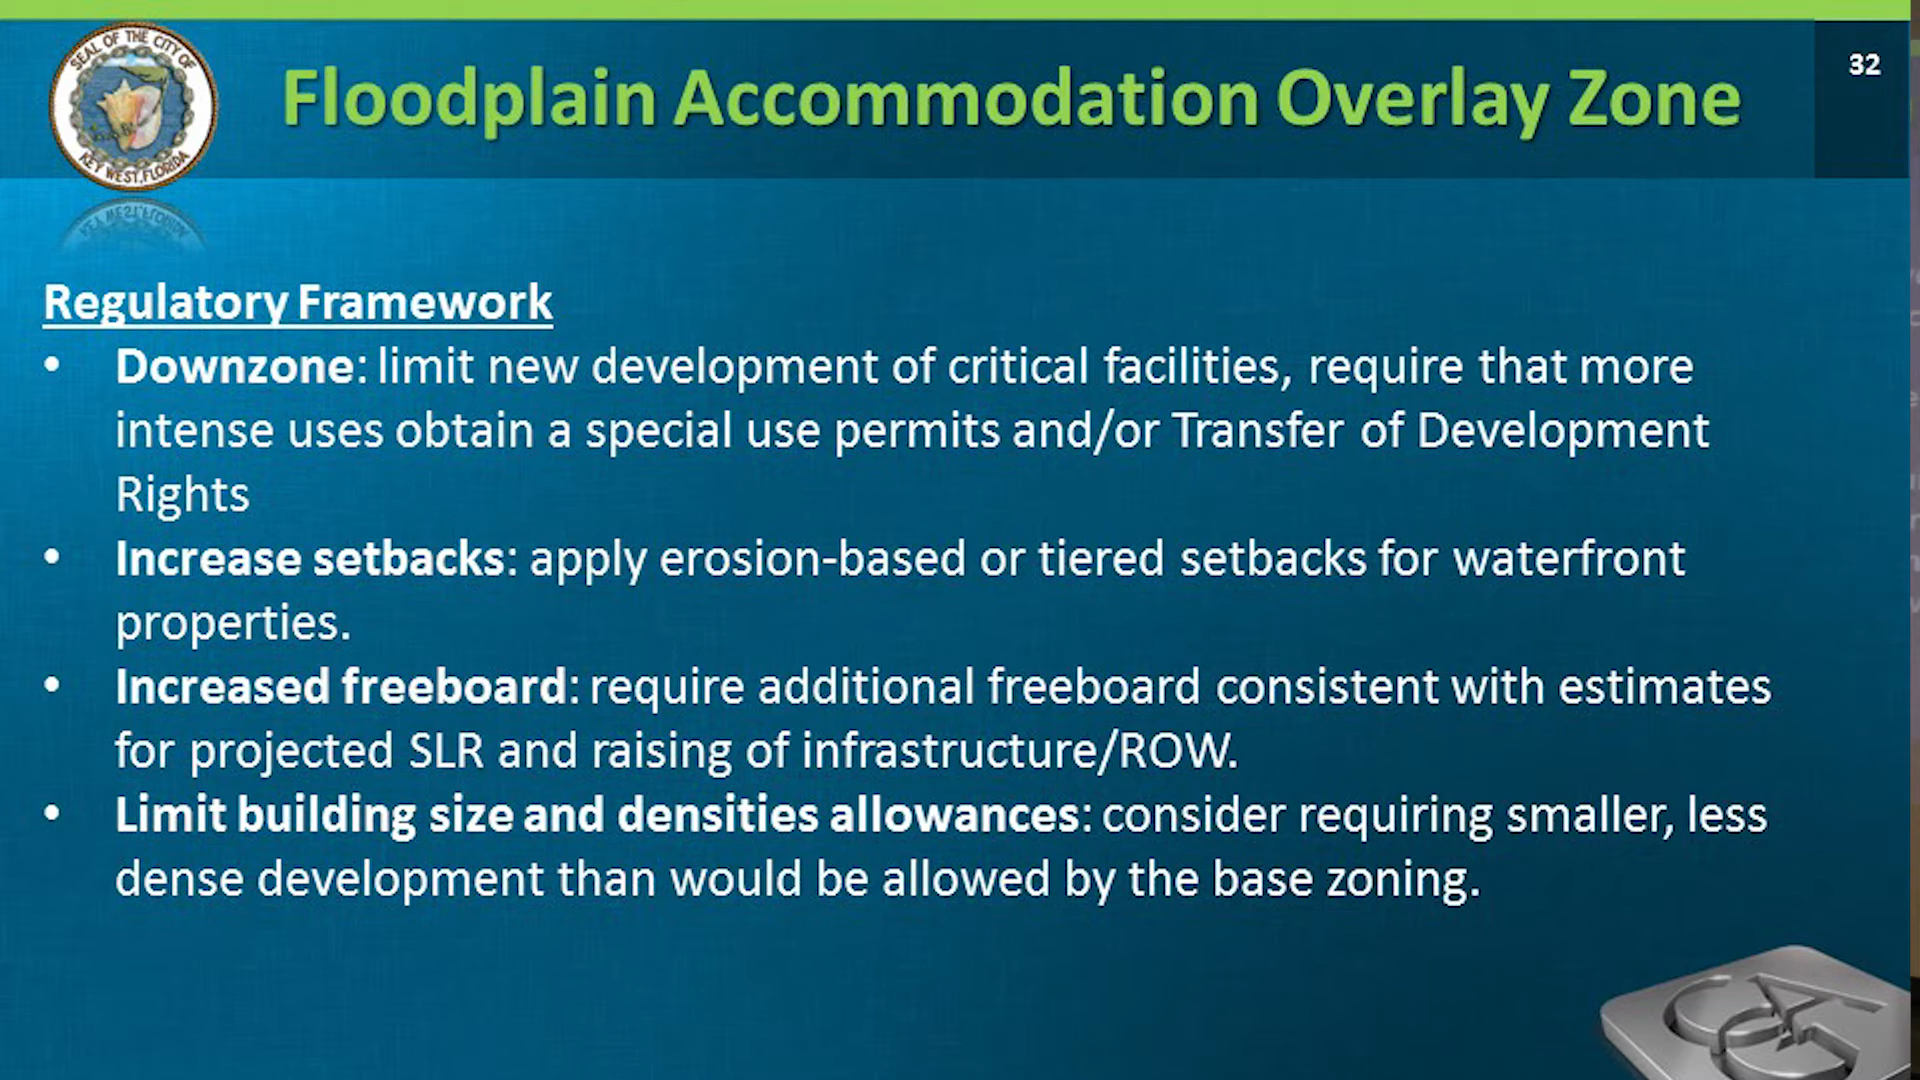 SEAL OF THE CITY OF
KEY WEST, FLORIDA
Floodplain Accommodation Overlay Zone
32
Regulatory Framework
• Downzone: limit new development of critical facilities, require that more
intense uses obtain a special use permits and/or Transfer of Development
Rights
• Increase setbacks: apply erosion-based or tiered setbacks for waterfront
properties.
• Increased freeboard: require additional freeboard consistent with estimates
for projected SLR and raising of infrastructure/ROW.
• Limit building size and densities allowances: consider requiring smaller, less
dense development than would be allowed by the base zoning.